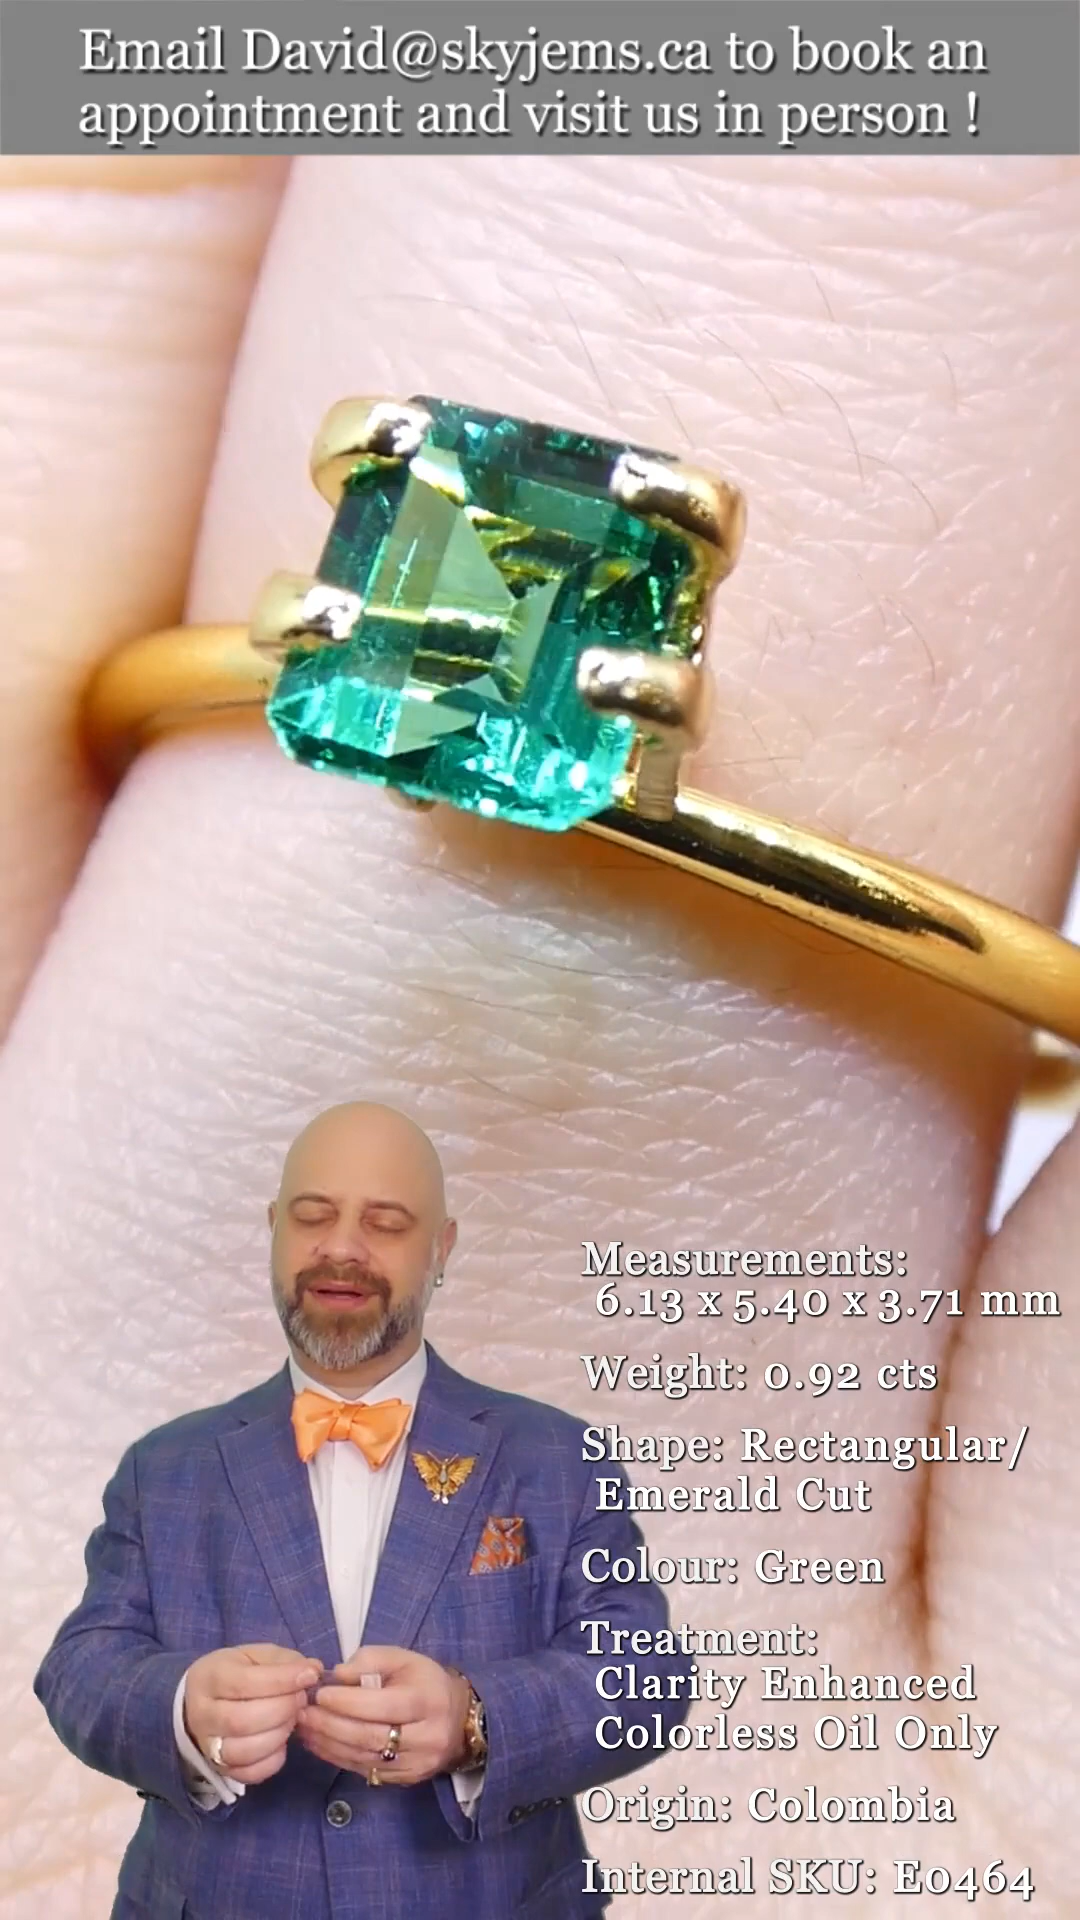 Email David@skyjems.ca to book an
appointment and visit us in person !
Measurements:
6.13 x 5.40 x 3.71 mm
Weight: 0.92 cts
Shape: Rectangular/
Emerald Cut
Colour: Green
Treatment:
Clarity Enhanced
Colorless Oil Only
Origin: Colombia
Internal SKU: E0464